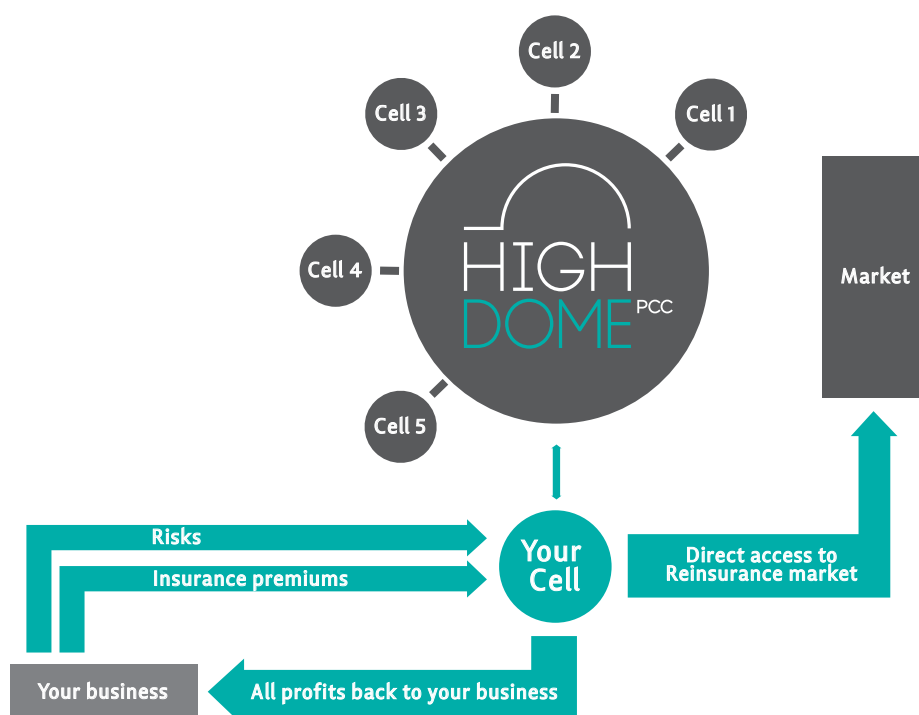 Cell 2
Cell 3
Cell 1
HIGH
DOME PCC
Cell 4
Market
Cell 5
Risks
Insurance premiums
Your
Cell
Direct access to
Reinsurance market
Your business
All profits back to your business